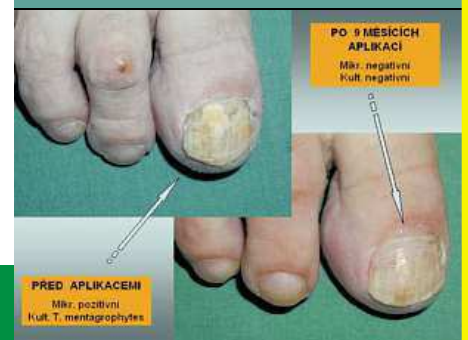 PO 9 MĚSÍCÍCH
APLIKACÍ
Mikr. negativní
Kult. negativní
PŘED APLIKACEMI
Mikr. pozitivní
Kult. T. mentagrophytes